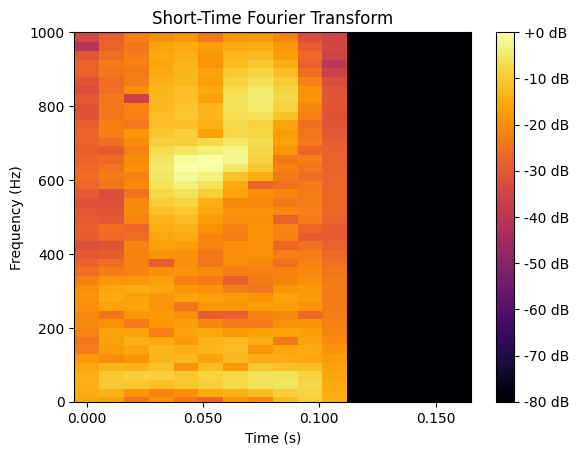 Short-Time Fourier Transform
Frequency (Hz)
1000
800
600
400
200
0
0.000
0.050
0.100
0.150
Time (s)
+0 dB
-10 dB
-20 dB
-30 dB
-40 dB
-50 dB
-60 dB
-70 dB
-80 dB